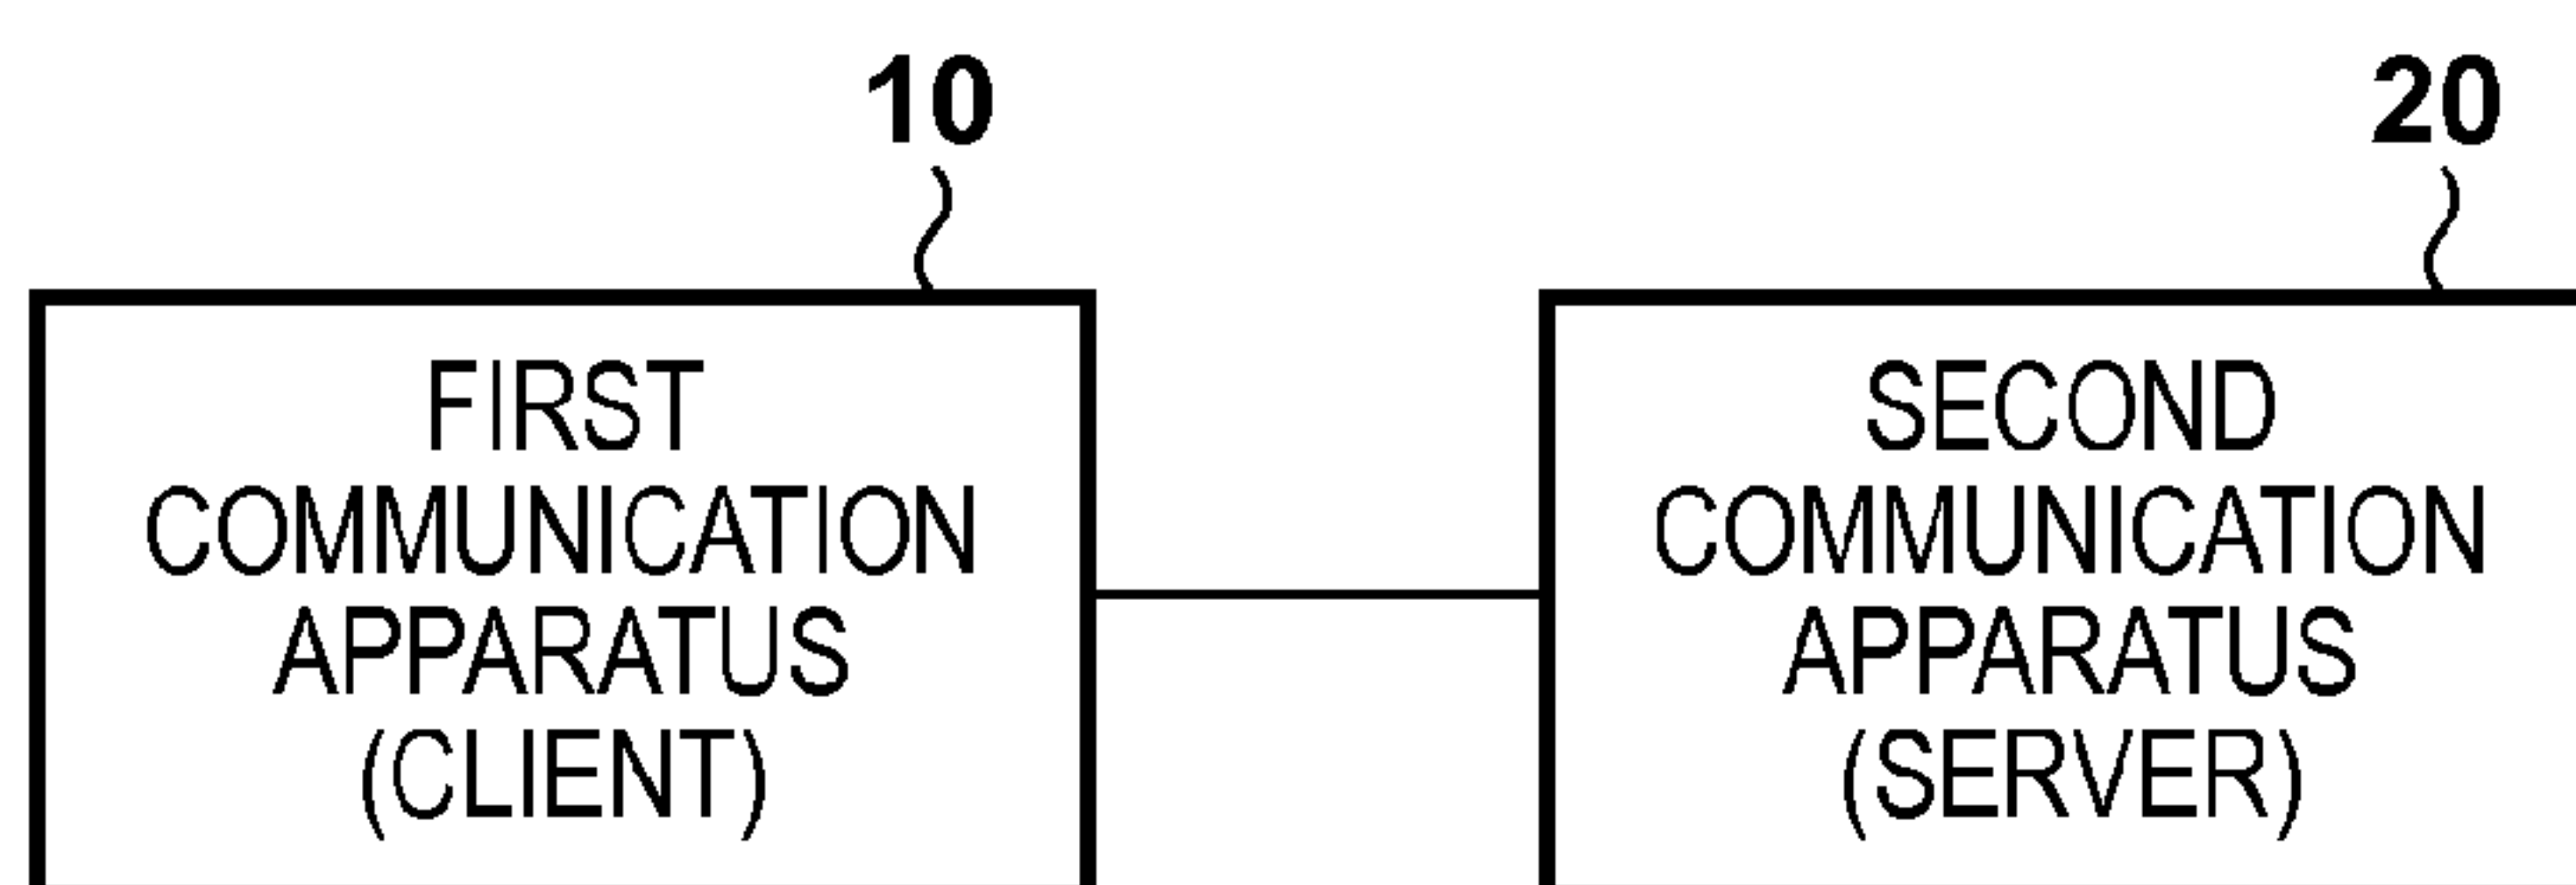 10
20
FIRST
COMMUNICATION
APPARATUS
(CLIENT)
SECOND
COMMUNICATION
APPARATUS
(SERVER)